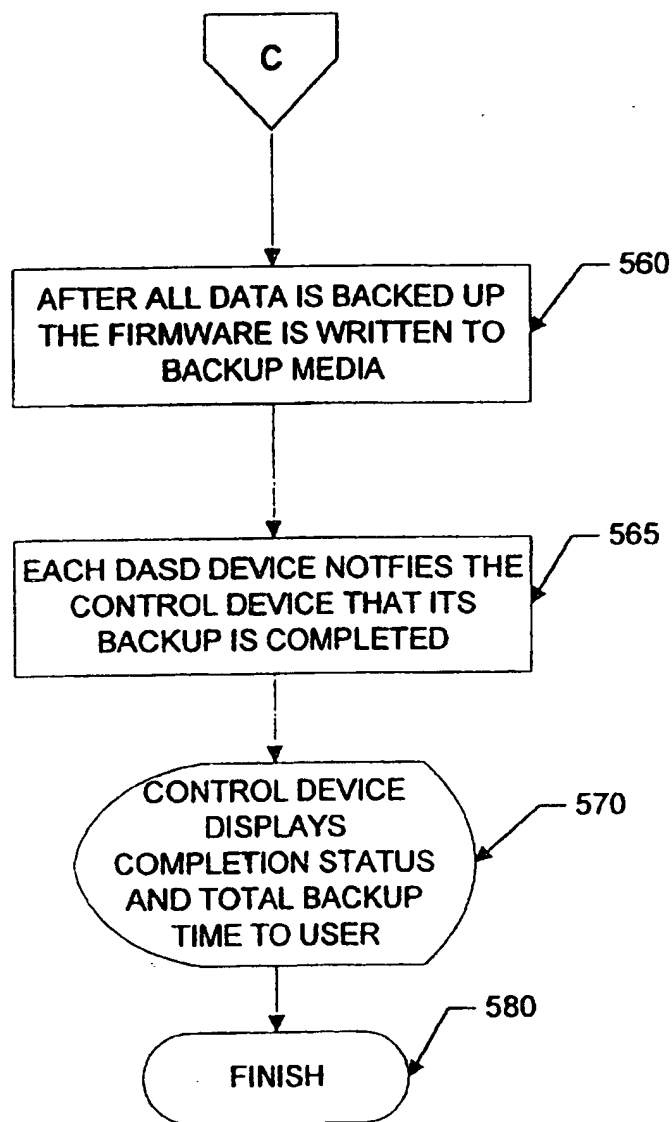 C
560
AFTER ALL DATA IS BACKED UP
THE FIRMWARE IS WRITTEN TO
BACKUP MEDIA
565
EACH DASD DEVICE NOTFIES THE
CONTROL DEVICE THAT ITS
BACKUP IS COMPLETED
570
CONTROL DEVICE
DISPLAYS
COMPLETION STATUS
AND TOTAL BACKUP
TIME TO USER
580
FINISH